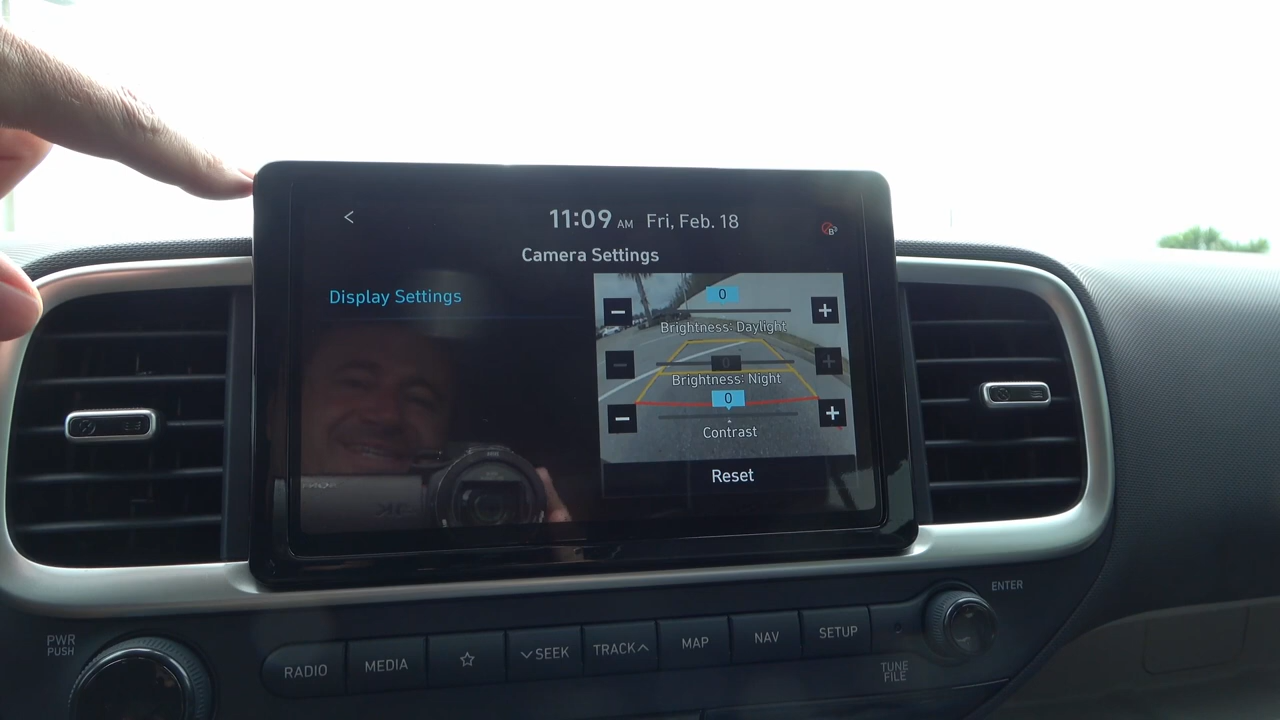 <
11:09 AM Fri, Feb. 18
B
Camera Settings
Display Settings
0
− +
Brightness: Daylight
0
− +
Brightness: Night
0
− +
Contrast
Reset
4K
ENTER
PWR
PUSH
RADIO
MEDIA
☆
∨SEEK
TRACK∧
MAP
NAV
SETUP
TUNE
FILE